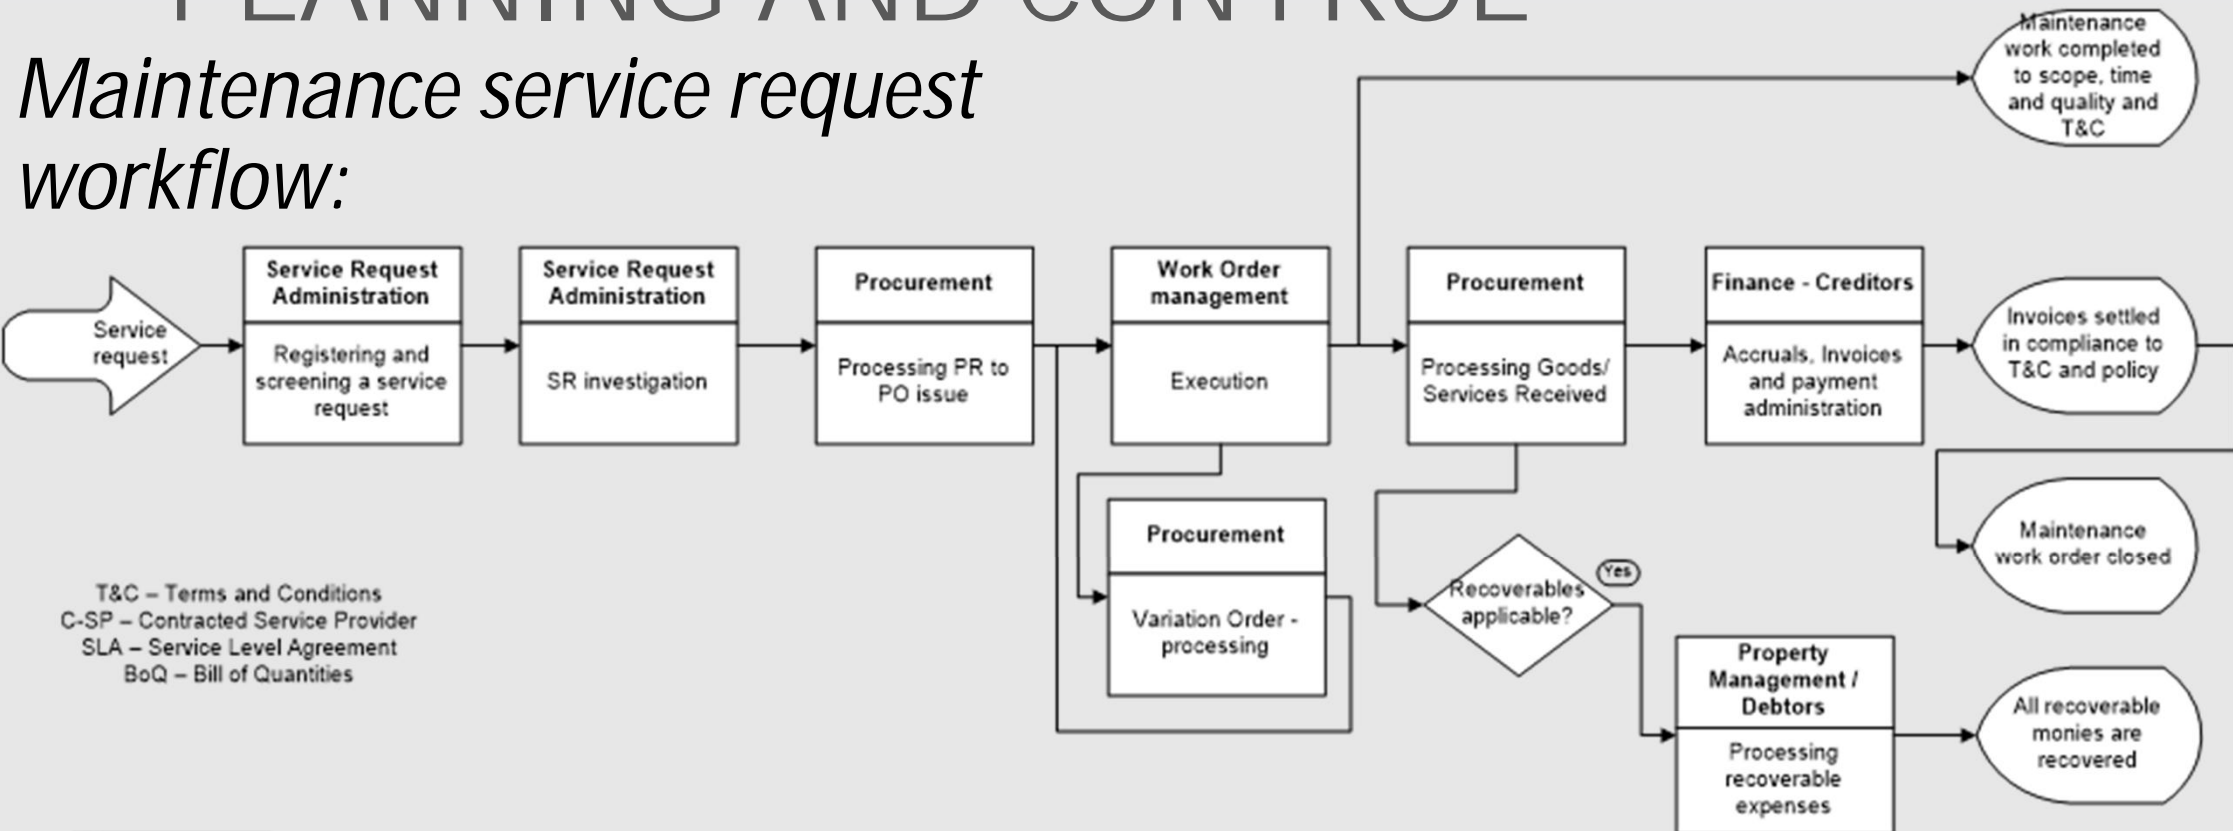 PLANNING AND CONTROL
Maintenance service request
workflow:
Maintenance
work completed
to scope, time
and quality and
T&C
Service
request
Service Request
Administration
Registering and
screening a service
request
Service Request
Administration
SR investigation
Procurement
Processing PR to
PO issue
Work Order
management
Execution
Procurement
Processing Goods/
Services Received
Finance - Creditors
Accruals, Invoices
and payment
administration
Invoices settled
in compliance to
T&C and policy
Procurement
Variation Order -
processing
Recoverables
applicable?
Yes
Maintenance
work order closed
Property
Management /
Debtors
Processing
recoverable
expenses
All recoverable
monies are
recovered
T&C – Terms and Conditions
C-SP – Contracted Service Provider
SLA – Service Level Agreement
BoQ – Bill of Quantities